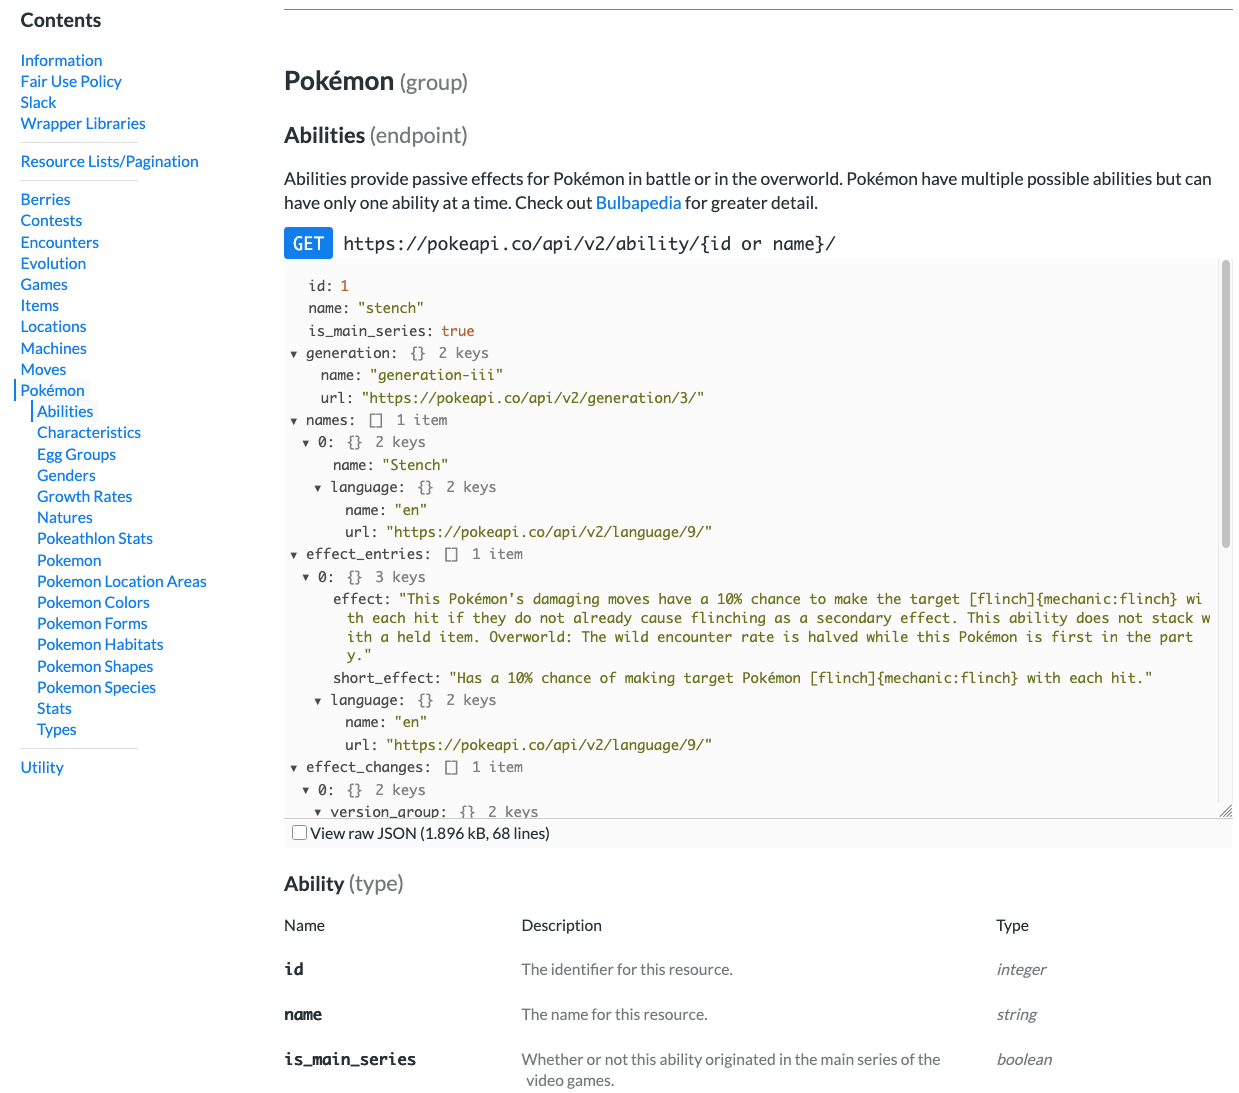 Contents
Information
Fair Use Policy
Slack
Wrapper Libraries
Resource Lists/Pagination
Berries
Contests
Encounters
Evolution
Games
Items
Locations
Machines
Moves
Pokémon
Abilities
Characteristics
Egg Groups
Genders
Growth Rates
Natures
Pokeathlon Stats
Pokemon
Pokemon Location Areas
Pokemon Colors
Pokemon Forms
Pokemon Habitats
Pokemon Shapes
Pokemon Species
Stats
Types
Utility
Pokémon (group)
Abilities (endpoint)
Abilities provide passive effects for Pokémon in battle or in the overworld. Pokémon have multiple possible abilities but can
have only one ability at a time. Check out Bulbapedia for greater detail.
GET https://pokeapi.co/api/v2/ability/{id or name}/
id: 1
name: "stench"
is_main_series: true
▼ generation: {} 2 keys
name: "generation-iii"
url: "https://pokeapi.co/api/v2/generation/3/"
▼ names: [] 1 item
▼ 0: {} 2 keys
name: "Stench"
▼ language: {} 2 keys
name: "en"
url: "https://pokeapi.co/api/v2/language/9/"
▼ effect_entries: [] 1 item
▼ 0: {} 3 keys
effect: "This Pokémon's damaging moves have a 10% chance to make the target [flinch]{mechanic:flinch} wi
th each hit if they do not already cause flinching as a secondary effect. This ability does not stack w
ith a held item. Overworld: The wild encounter rate is halved while this Pokémon is first in the part
y."
short_effect: "Has a 10% chance of making target Pokémon [flinch]{mechanic:flinch} with each hit."
▼ language: {} 2 keys
name: "en"
url: "https://pokeapi.co/api/v2/language/9/"
▼ effect_changes: [] 1 item
▼ 0: {} 2 keys
▼ version_group: {} 2 keys
View raw JSON (1.896 kB, 68 lines)
Ability (type)
Name Description Type
id The identifier for this resource. integer
name The name for this resource. string
is_main_series Whether or not this ability originated in the main series of the boolean
video games.